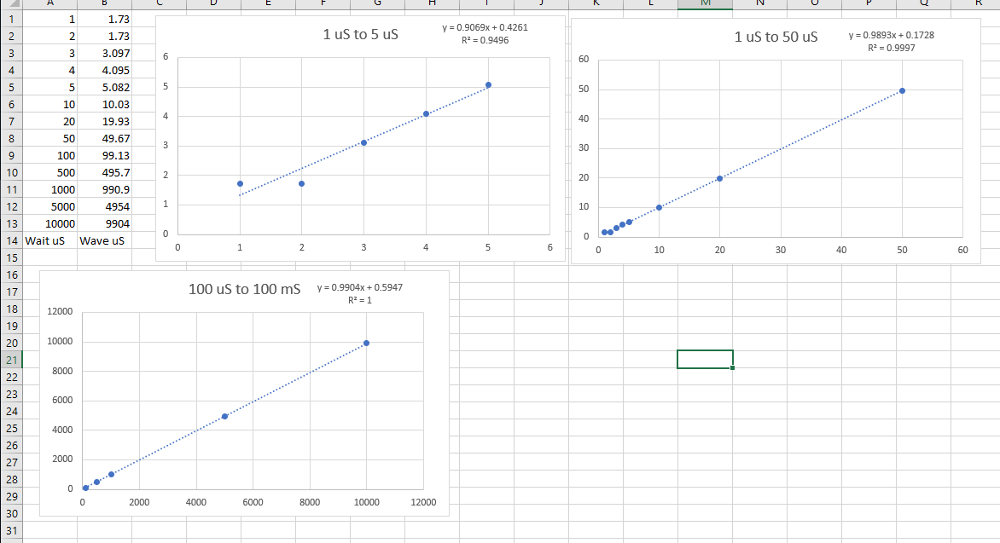 A B C D E F G H I J K L M N O P Q R
1 1 1.73
2 2 1.73
3 3 3.097
4 4 4.095
5 5 5.082
6 10 10.03
7 20 19.93
8 50 49.67
9 100 99.13
10 500 495.7
11 1000 990.9
12 5000 4954
13 10000 9904
14 Wait uS Wave uS
15
16
17
18
19
20
21
22
23
24
25
26
27
28
29
30
31
1 uS to 5 uS
y = 0.9069x + 0.4261
R² = 0.9496
6
5
4
3
2
1
0
0 1 2 3 4 5 6
1 uS to 50 uS
y = 0.9893x + 0.1728
R² = 0.9997
60
50
40
30
20
10
0
0 10 20 30 40 50 60
100 uS to 100 mS
y = 0.9904x + 0.5947
R² = 1
12000
10000
8000
6000
4000
2000
0
0 2000 4000 6000 8000 10000 12000